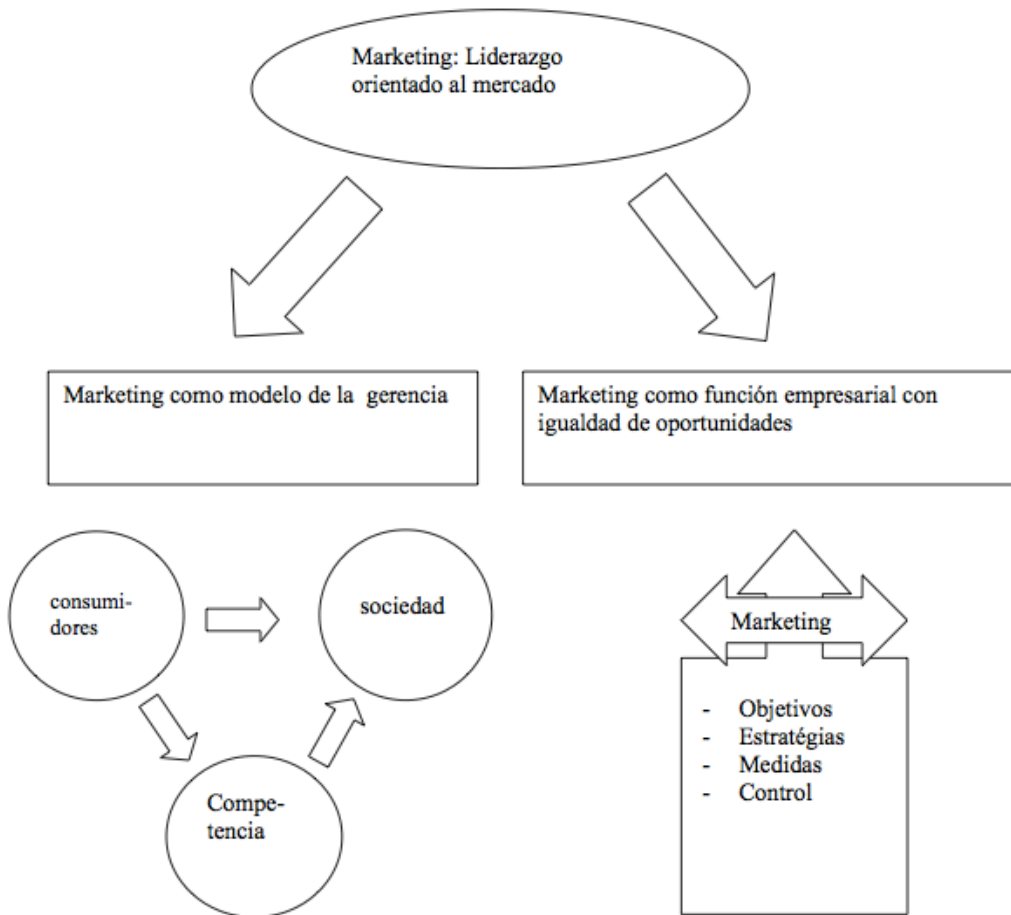 Marketing: Liderazgo
orientado al mercado
Marketing como modelo de la  gerencia
Marketing como función empresarial con
igualdad de oportunidades
consumi-
dores
sociedad
Compe-
tencia
Marketing
- Objetivos
- Estratégias
- Medidas
- Control